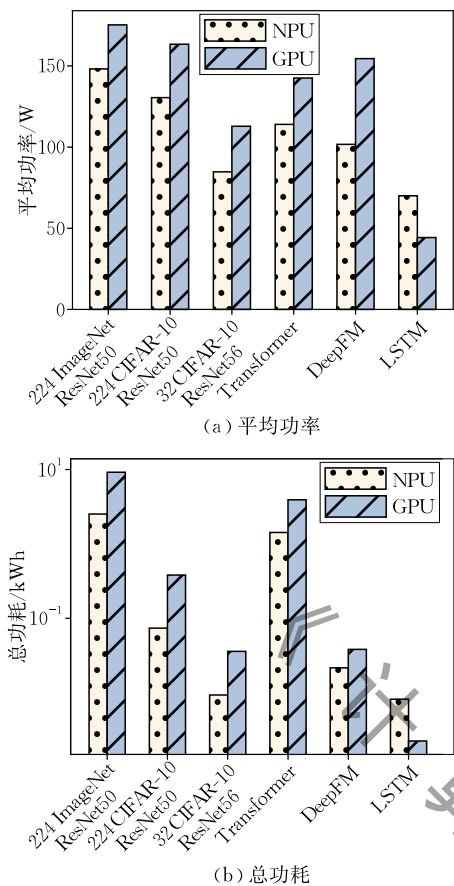 NPU
GPU
平均功率/W
150
100
50
0
224 ImageNet
ResNet50
224 CIFAR-10
ResNet50
32 CIFAR-10
ResNet56
Transformer
DeepFM
LSTM
(a) 平均功率
NPU
GPU
总功耗/kWh
10¹
10⁻¹
224 ImageNet
ResNet50
224 CIFAR-10
ResNet50
32 CIFAR-10
ResNet56
Transformer
DeepFM
LSTM
(b) 总功耗
《计